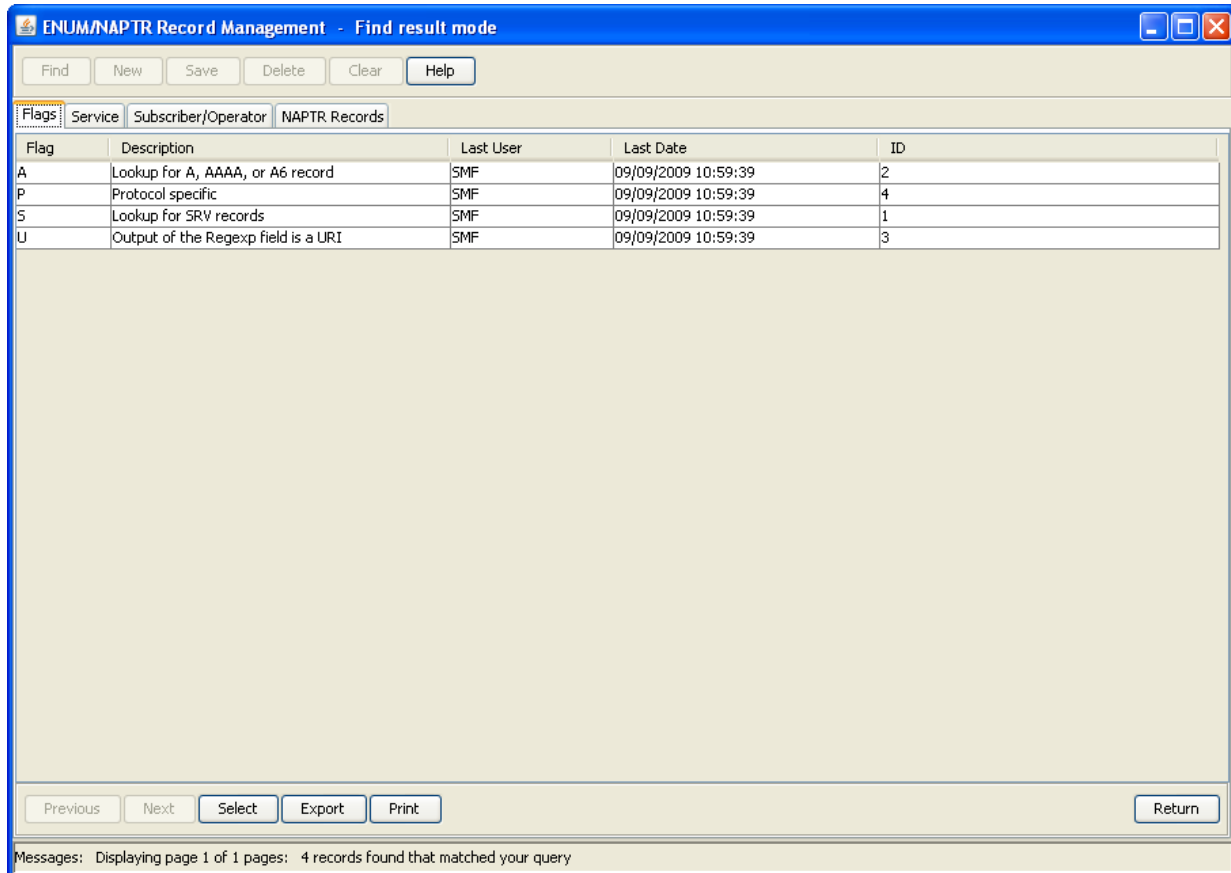 ENUM/NAPTR Record Management - Find result mode
Find New Save Delete Clear Help
Flags Service Subscriber/Operator NAPTR Records
Flag Description Last User Last Date ID
A Lookup for A, AAAA, or A6 record SMF 09/09/2009 10:59:39 2
P Protocol specific SMF 09/09/2009 10:59:39 4
S Lookup for SRV records SMF 09/09/2009 10:59:39 1
U Output of the Regexp field is a URI SMF 09/09/2009 10:59:39 3
Previous Next Select Export Print Return
Messages: Displaying page 1 of 1 pages: 4 records found that matched your query